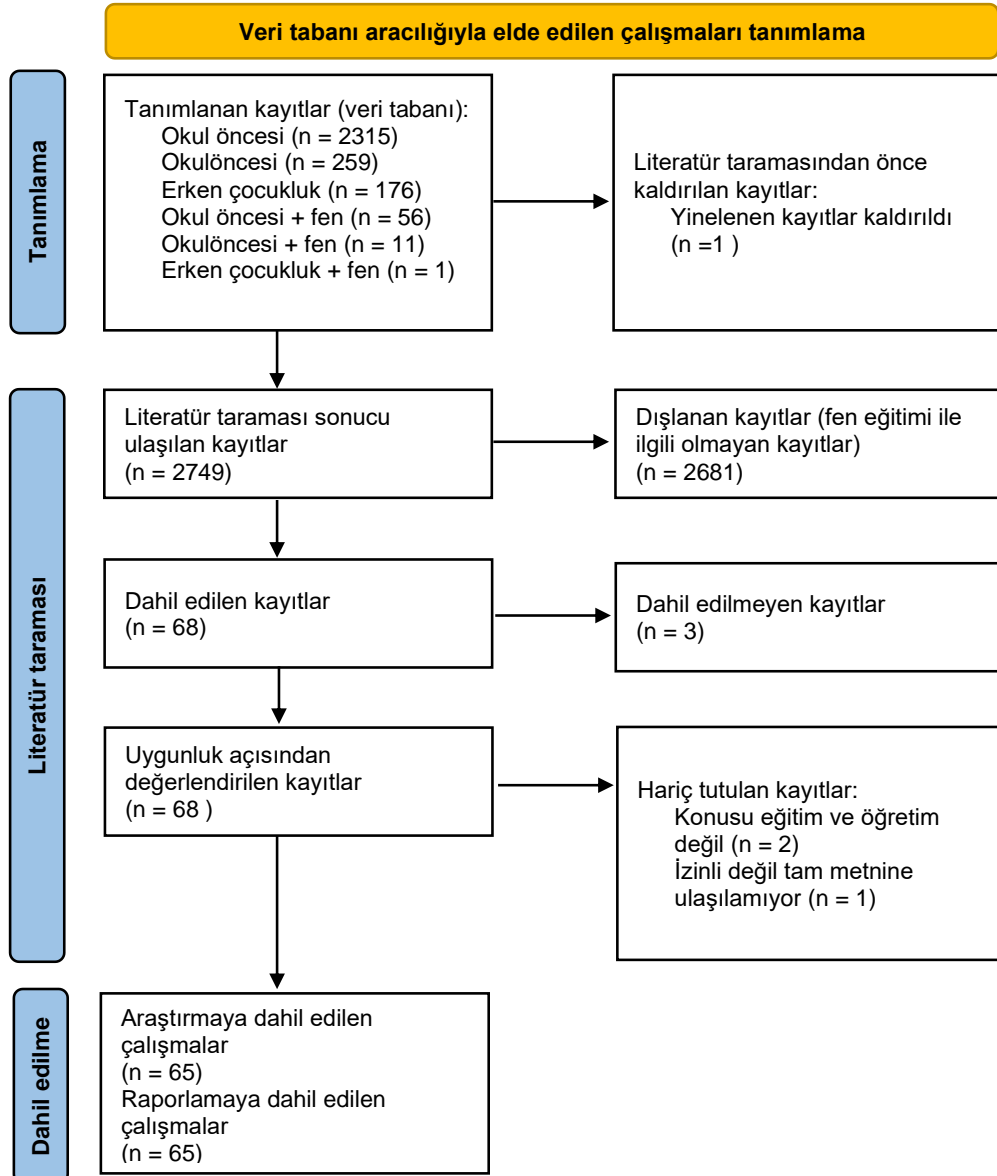 Veri tabanı aracılığıyla elde edilen çalışmaları tanımlama
Tanımlama
Tanımlanan kayıtlar (veri tabanı):
Okul öncesi (n = 2315)
Okulöncesi (n = 259)
Erken çocukluk (n = 176)
Okul öncesi + fen (n = 56)
Okulöncesi + fen (n = 11)
Erken çocukluk + fen (n = 1)
Literatür taramasından önce
kaldırılan kayıtlar:
Yinelenen kayıtlar kaldırıldı
(n =1 )
Literatür taraması
Literatür taraması sonucu
ulaşılan kayıtlar
(n = 2749)
Dışlanan kayıtlar (fen eğitimi ile
ilgili olmayan kayıtlar)
(n = 2681)
Dahil edilen kayıtlar
(n = 68)
Dahil edilmeyen kayıtlar
(n = 3)
Uygunluk açısından
değerlendirilen kayıtlar
(n = 68 )
Hariç tutulan kayıtlar:
Konusu eğitim ve öğretim
değil (n = 2)
İzinli değil tam metnine
ulaşılamıyor (n = 1)
Dahil edilme
Araştırmaya dahil edilen
çalışmalar
(n = 65)
Raporlamaya dahil edilen
çalışmalar
(n = 65)